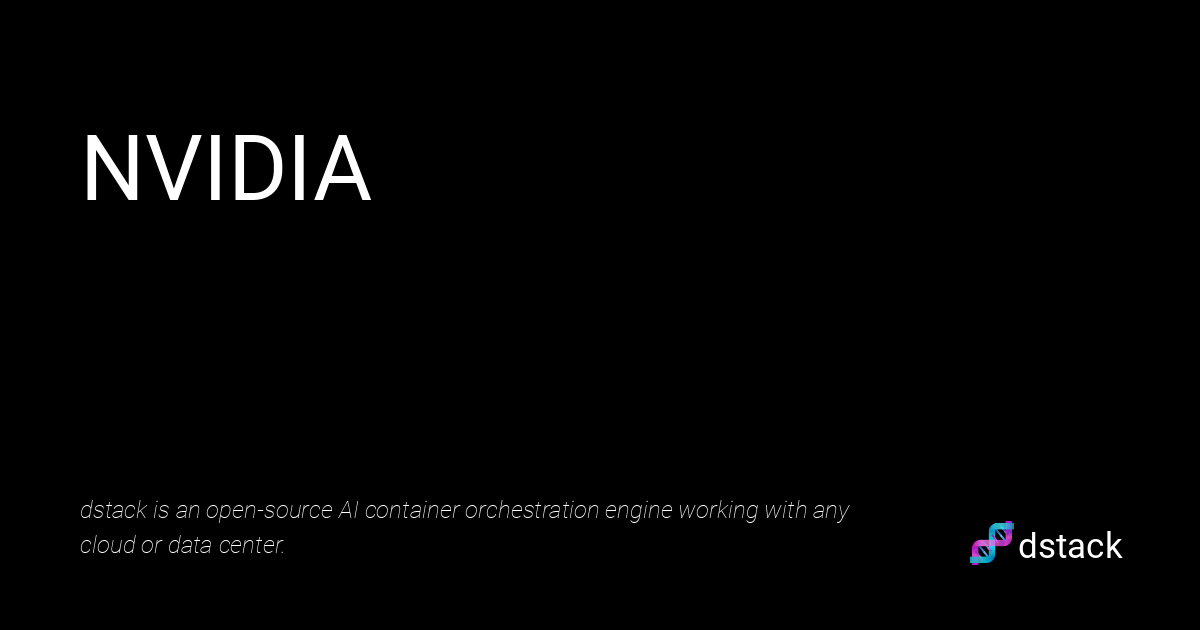 NVIDIA
dstack is an open-source AI container orchestration engine working with any
cloud or data center.
dstack